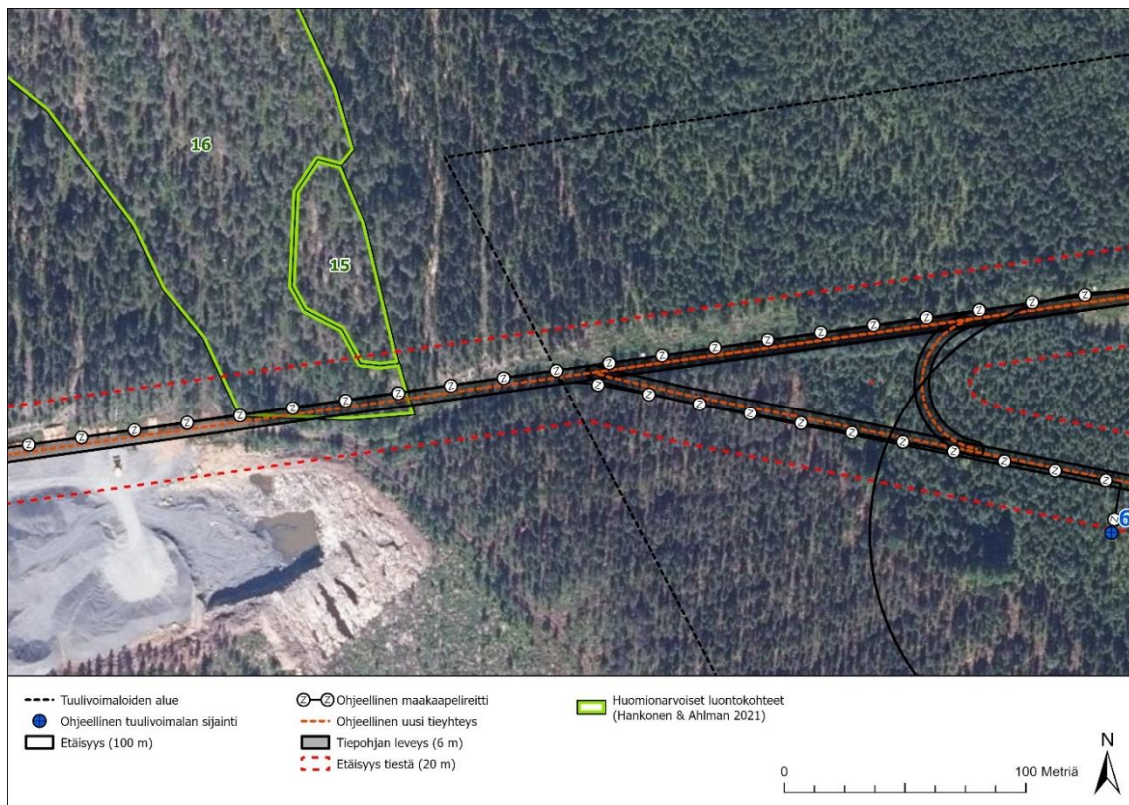 16
15
6
Tuulivoimaloiden alue
Ohjeellinen tuulivoimalan sijainti
Etäisyys (100 m)
Z Z Ohjeellinen maakaapelireitti
Ohjeellinen uusi tieyhteys
Tiepohjan leveys (6 m)
Etäisyys tiestä (20 m)
Huomionarvoiset luontokohteet
(Hankonen & Ahlman 2021)
N
0 100 Metriä